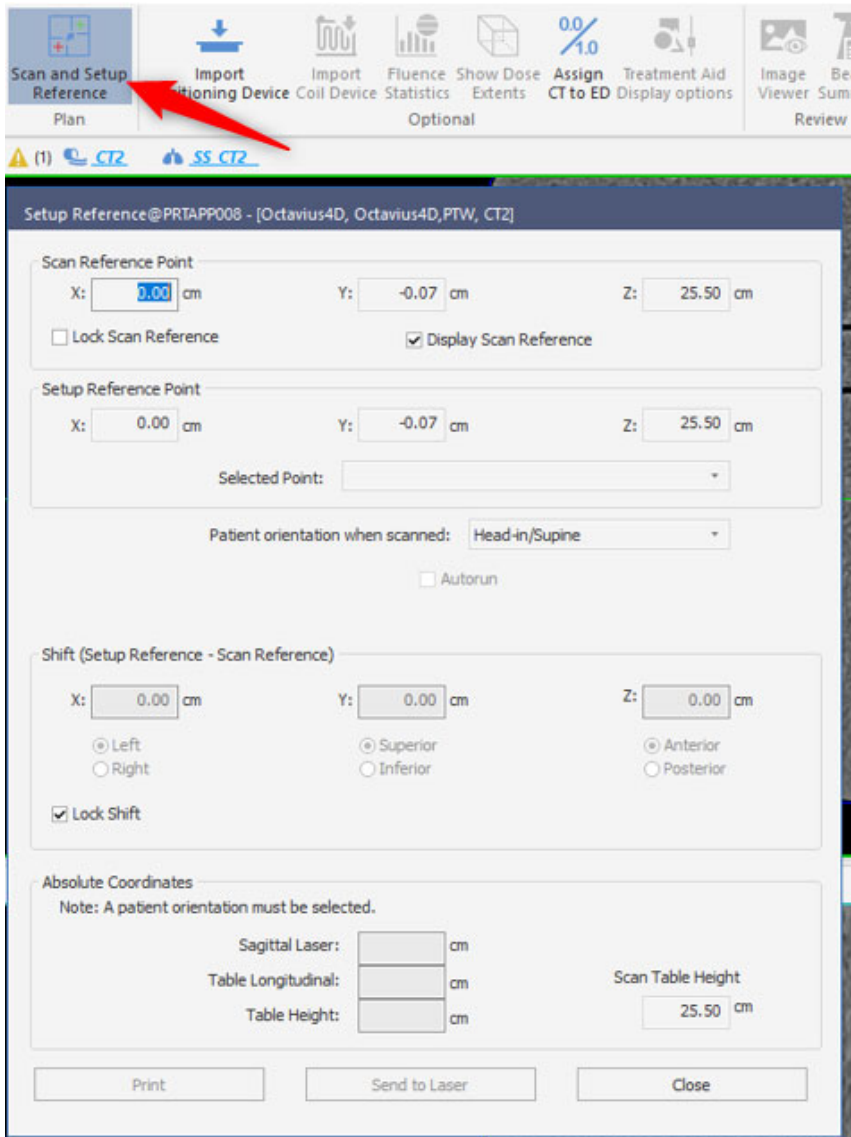 Scan and Setup Import Import Fluence Show Dose Assign Treatment Aid Image
Reference Device Coil Device Statistics Extents CT to ED Display options Viewer
Plan Optional Review
(1) CT2 SS_CT2
Setup Reference@PRTAPP008 - [Octavius4D, Octavius4D,PTW, CT2]
Scan Reference Point
X: 0.00 cm Y: -0.07 cm Z: 25.50 cm
Lock Scan Reference Display Scan Reference
Setup Reference Point
X: 0.00 cm Y: -0.07 cm Z: 25.50 cm
Selected Point:
Patient orientation when scanned: Head-in/Supine
Autorun
Shift (Setup Reference - Scan Reference)
X: 0.00 cm Y: 0.00 cm Z: 0.00 cm
Left Superior Anterior
Right Inferior Posterior
Lock Shift
Absolute Coordinates
Note: A patient orientation must be selected.
Sagittal Laser: cm
Table Longitudinal: cm Scan Table Height
Table Height: cm 25.50 cm
Print Send to Laser Close